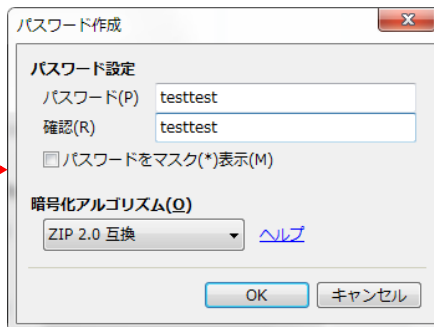 パスワード作成
パスワード設定
パスワード(P) testtest
確認(R) testtest
パスワードをマスク(*)表示(M)
暗号化アルゴリズム(O)
ZIP 2.0 互換 ヘルプ
OK キャンセル